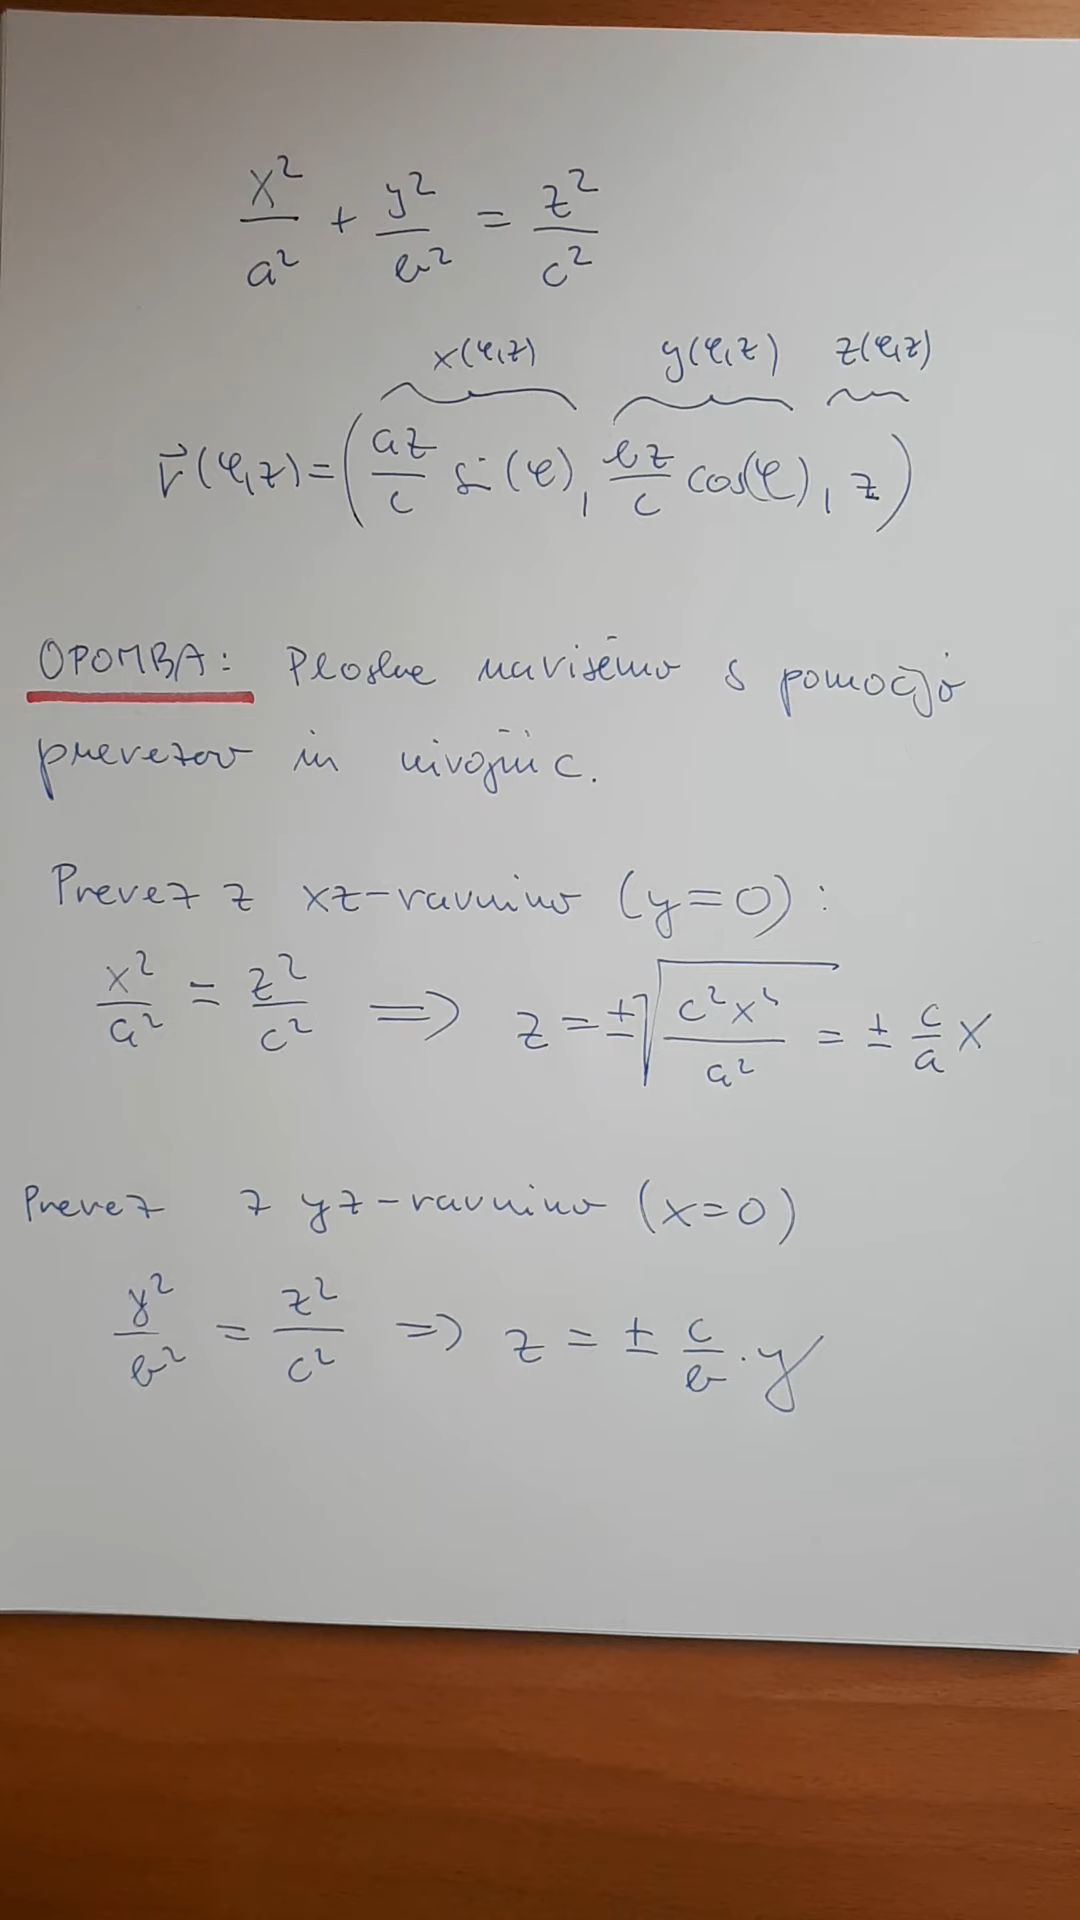 x²/a² + y²/b² = z²/c²
x(φ,z) y(φ,z) z(φ,z)
r⃗(φ,z) = (az/c sin(φ), bz/c cos(φ), z)
OPOMBA: Ploskve narišemo s pomočjo
prerezov in nivojnic.
Prerez z xz-ravnino (y=0):
x²/a² = z²/c² ⟹ z = ±√(c²x²/a²) = ± c/a x
Prerez z yz-ravnino (x=0)
y²/b² = z²/c² ⟹ z = ± c/b · y